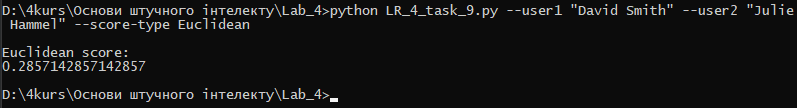 D:\4kurs\Основи штучного інтелекту\Lab_4>python LR_4_task_9.py --user1 "David Smith" --user2 "Julie
 Hammel" --score-type Euclidean
Euclidean score:
0.2857142857142857
D:\4kurs\Основи штучного інтелекту\Lab_4>